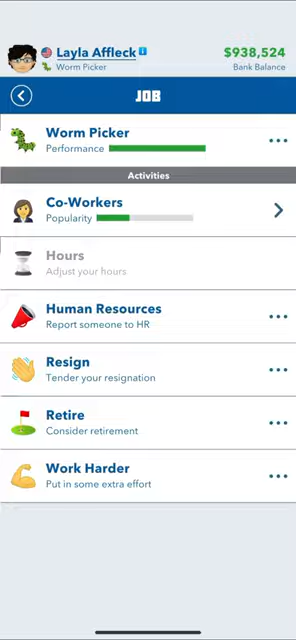 Layla Affleck
$938,524
Worm Picker
Bank Balance
JOB
Worm Picker
Performance
Activities
Co-Workers
Popularity
Hours
Adjust your hours
Human Resources
Report someone to HR
Resign
Tender your resignation
Retire
Consider retirement
Work Harder
Put in some extra effort